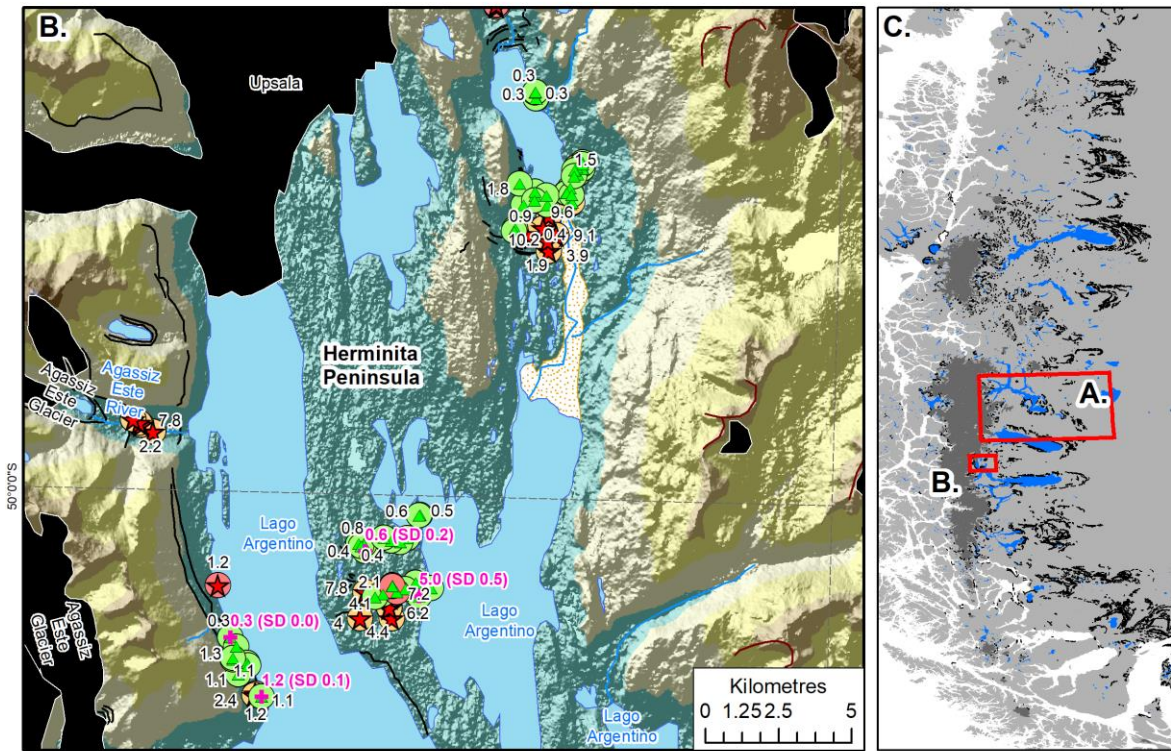 B.
Upsala
0.3
0.3
0.3
1.5
1.8
0.9
9.6
10.2
0.4
9.1
3.9
1.9
Herminita
Peninsula
Agassiz
Este
River
Agassiz Este
Glacier
7.8
2.2
50°0'0"S
Lago
Argentino
0.6
0.5
0.8
0.6 (SD 0.2)
0.4
0.4
1.2
7.8
2.1
5.0 (SD 0.5)
7.2
4.1
6.2
4
4.4
0.3
0.3 (SD 0.0)
1.3
1.1
1.1
1.2 (SD 0.1)
2.4
1.1
1.2
Agassiz
Este
Glacier
Lago
Argentino
Lago
Argentino
Kilometres
0 1.25 2.5 5
C.
A.
B.